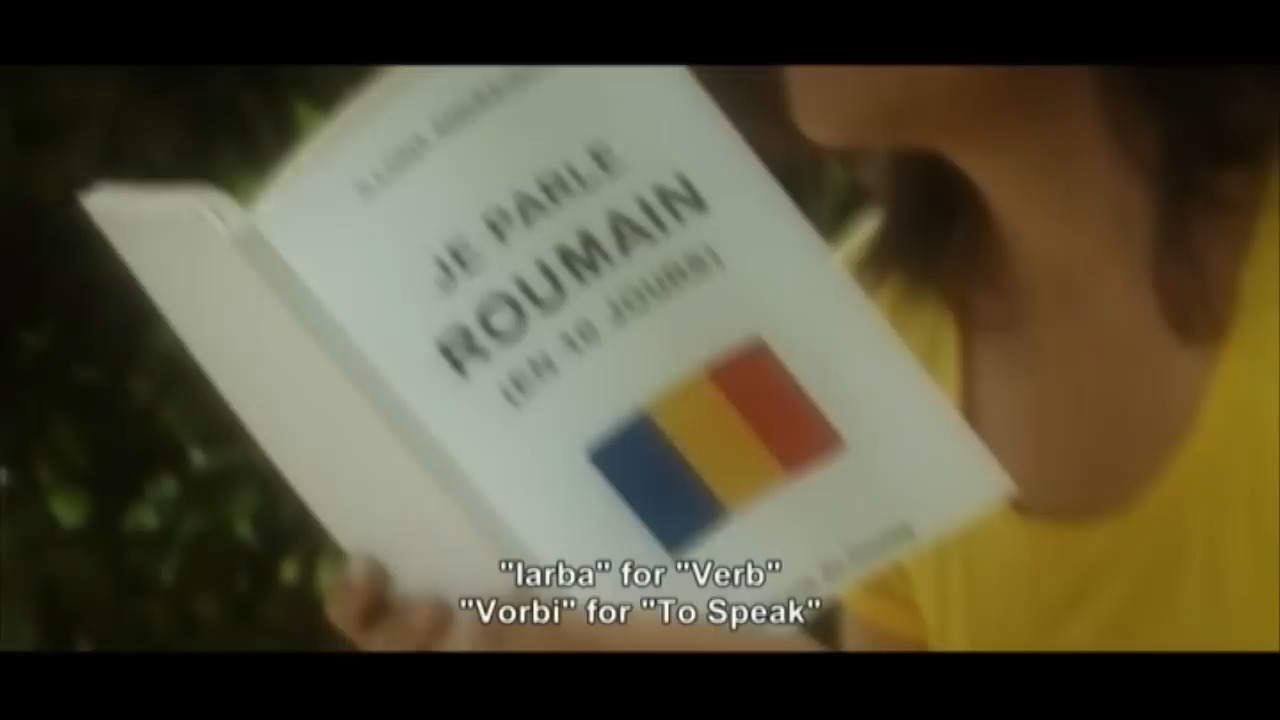 JE PARLE
ROUMAIN
(EN 10 JOURS)
"Iarba" for "Verb"
"Vorbi" for "To Speak"